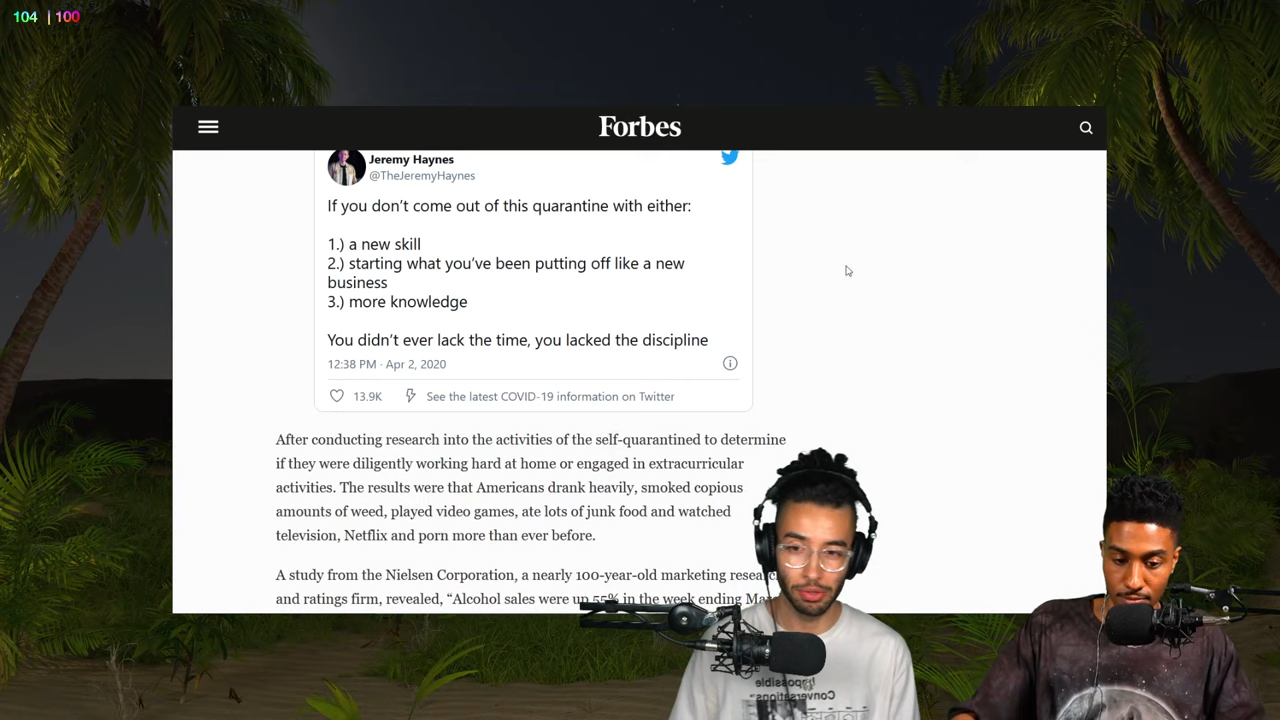 104 | 100
Forbes
Jeremy Haynes
@TheJeremyHaynes
If you don’t come out of this quarantine with either:
1.) a new skill
2.) starting what you’ve been putting off like a new
business
3.) more knowledge
You didn’t ever lack the time, you lacked the discipline
12:38 PM · Apr 2, 2020
13.9K
See the latest COVID-19 information on Twitter
After conducting research into the activities of the self-quarantined to determine
if they were diligently working hard at home or engaged in extracurricular
activities. The results were that Americans drank heavily, smoked copious
amounts of weed, played video games, ate lots of junk food and watched
television, Netflix and porn more than ever before.
A study from the Nielsen Corporation, a nearly 100-year-old marketing
and ratings firm, revealed, “Alcohol sales were up 55% in the week ending
Impossible
Conversations"